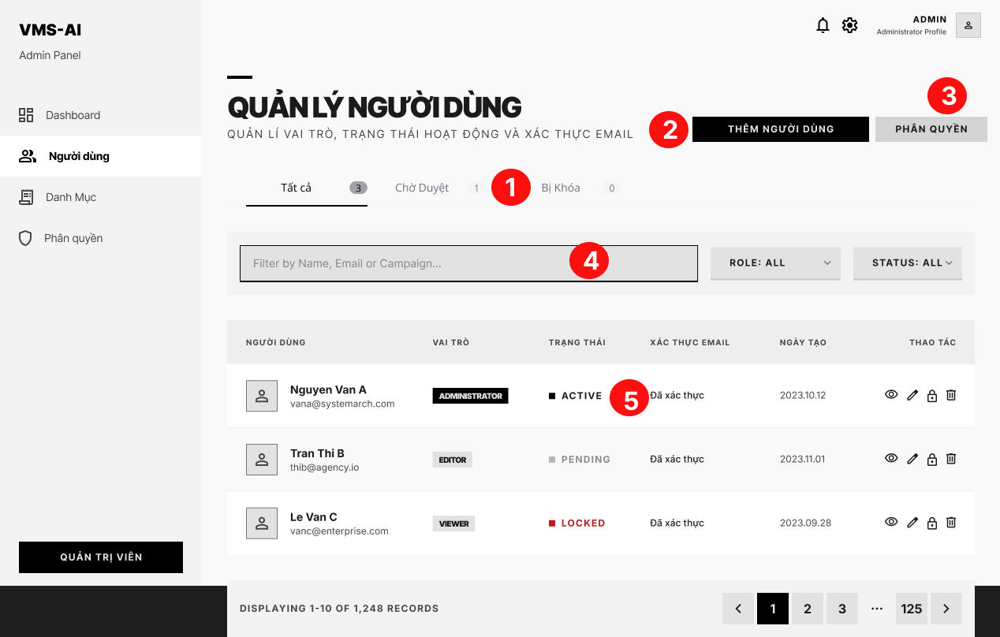 VMS-AI
Admin Panel
Dashboard
Người dùng
Danh Mục
Phân quyền
QUẢN TRỊ VIÊN
ADMIN
Administrator Profile
QUẢN LÝ NGƯỜI DÙNG
QUẢN LÍ VAI TRÒ, TRẠNG THÁI HOẠT ĐỘNG VÀ XÁC THỰC EMAIL
2
THÊM NGƯỜI DÙNG
3
PHÂN QUYỀN
Tất cả 3 Chờ Duyệt 1 1 Bị Khóa 0
Filter by Name, Email or Campaign... 4 ROLE: ALL STATUS: ALL
NGƯỜI DÙNG VAI TRÒ TRẠNG THÁI XÁC THỰC EMAIL NGÀY TẠO THAO TÁC
Nguyen Van A
vana@systemarch.com
ADMINISTRATOR ACTIVE 5 Đã xác thực 2023.10.12
Tran Thi B
thib@agency.io
EDITOR PENDING Đã xác thực 2023.11.01
Le Van C
vanc@enterprise.com
VIEWER LOCKED Đã xác thực 2023.09.28
DISPLAYING 1-10 OF 1,248 RECORDS
1 2 3 ... 125